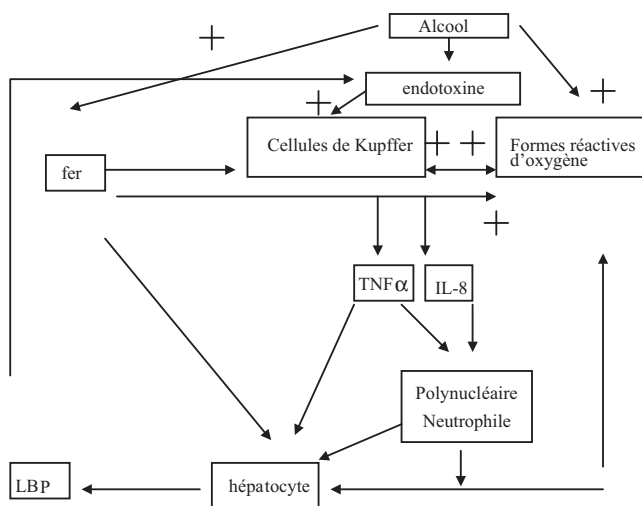 Alcool
+
endotoxine
+
+
Cellules de Kupffer
+ +
Formes réactives
d'oxygène
fer
+
TNFα
IL-8
Polynucléaire
Neutrophile
LBP
hépatocyte